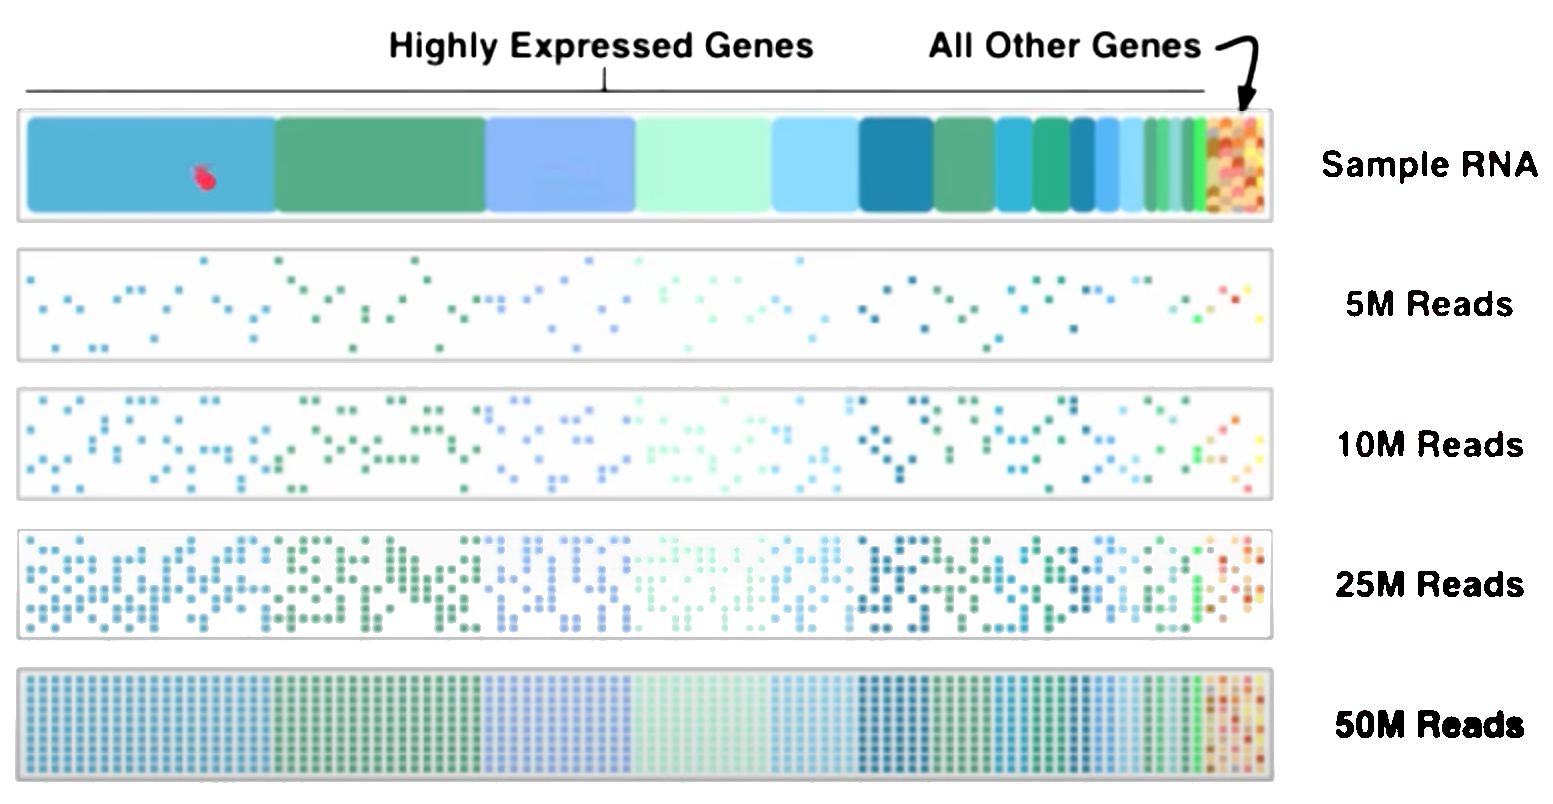 Highly Expressed Genes
All Other Genes
Sample RNA
5M Reads
10M Reads
25M Reads
50M Reads